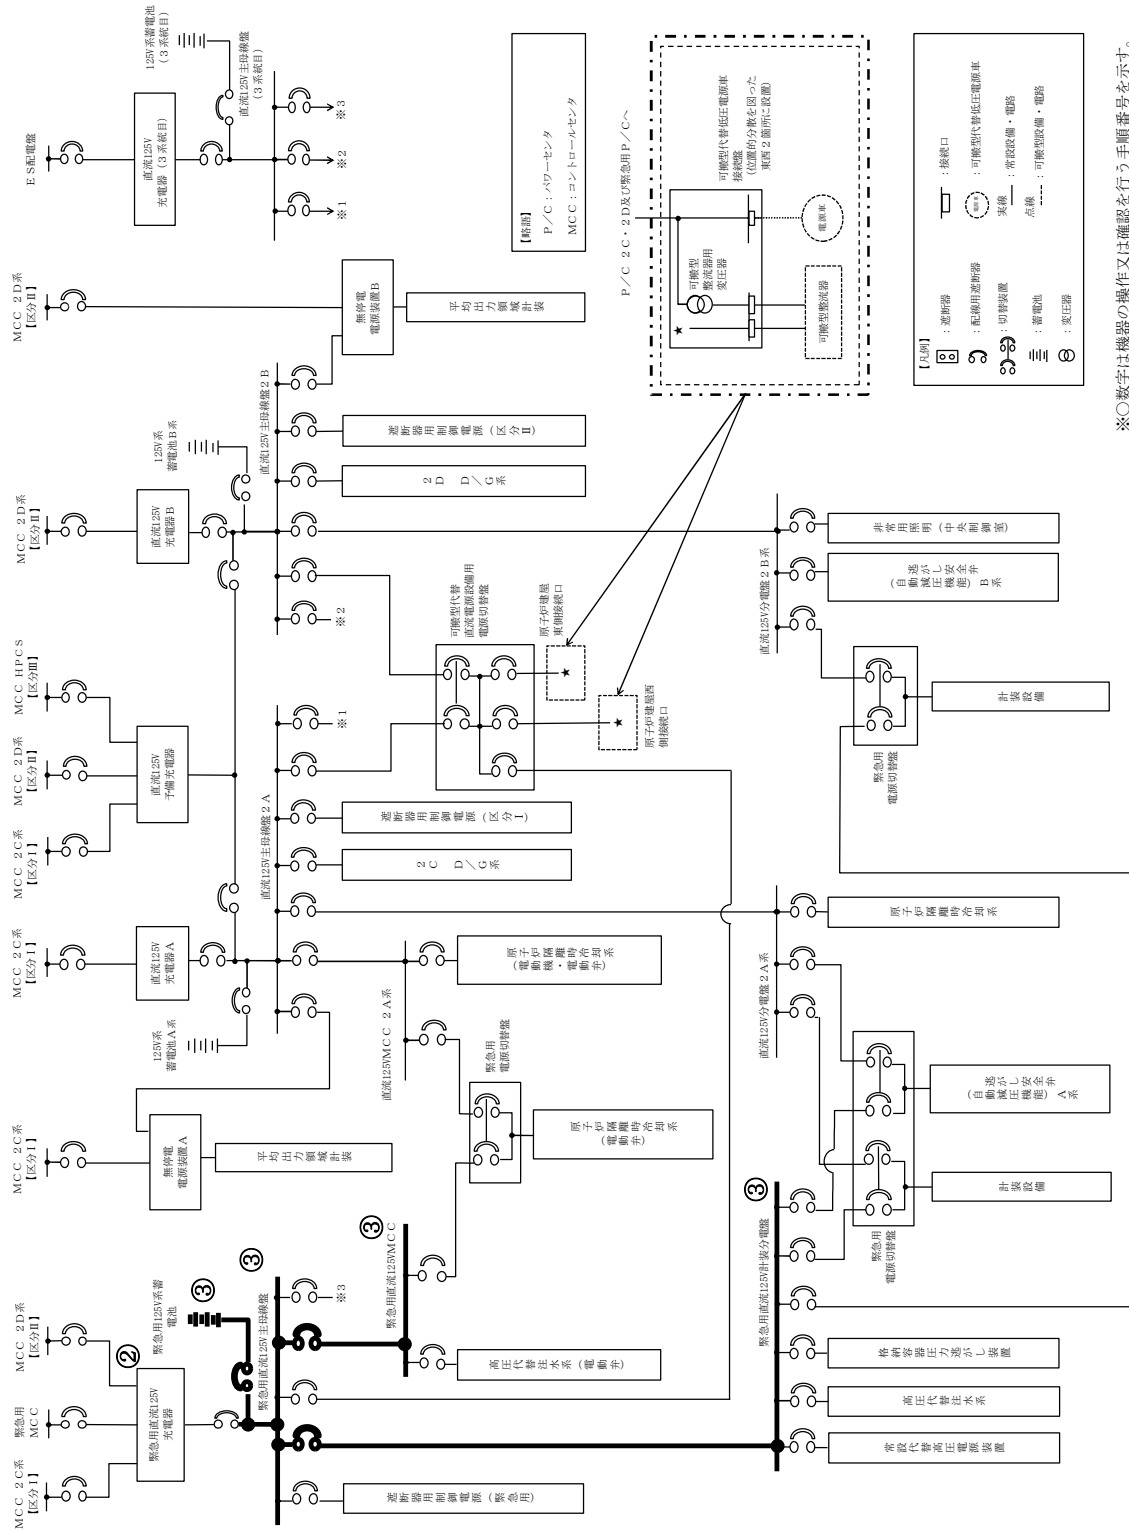 MCC 2C系
【区分Ⅰ】
緊急用
MCC
MCC 2D系
【区分Ⅱ】
MCC 2C系
【区分Ⅰ】
MCC 2C系
【区分Ⅰ】
MCC 2C系
【区分Ⅰ】
MCC 2D系
【区分Ⅱ】
MCC HPCS
【区分Ⅲ】
MCC 2D系
【区分Ⅱ】
MCC 2D系
【区分Ⅱ】
ES配電盤
緊急用直流125V
充電器
②
緊急用125V系蓄
電池
③
無停電
電源装置A
平均出力領域計装
125V系
蓄電池A系
直流125V
充電器A
直流125V
予備充電器
直流125V
充電器B
125V系
蓄電池B系
無停電
電源装置B
平均出力領域計装
直流125V
充電器(3系統目)
125V系蓄電池
(3系統目)
直流125V主母線盤
(3系統目)
※1
※2
※3
緊急用直流125V主母線盤
③
※3
遮断器用制御電源(緊急用)
直流125V主母線盤2A
2C D/G系
遮断器用制御電源(区分Ⅰ)
※1
直流125V主母線盤2B
※2
2D D/G系
遮断器用制御電源(区分Ⅱ)
緊急用直流125VMCC
③
高圧代替注水系(電動弁)
直流125VMCC 2A系
原子炉隔離時冷却系
(電動機・電動弁)
緊急用
電源切替盤
原子炉隔離時冷却系
(電動弁)
可搬型代替
直流電源設備用
電源切替盤
原子炉建屋
東側接続口
原子炉建屋西
側接続口
緊急用直流125V計装分電盤
③
常設代替高圧電源装置
高圧代替注水系
格納容器圧力逃がし装置
緊急用
電源切替盤
計装設備
逃がし安全弁
(自動減圧機能) A系
直流125V分電盤2A系
原子炉隔離時冷却系
直流125V分電盤2B系
緊急用
電源切替盤
計装設備
逃がし安全弁
(自動減圧機能) B系
非常用照明(中央制御室)
【略語】
P/C:パワーセンタ
MCC:コントロールセンタ
P/C 2C・2D及び緊急用P/Cへ
可搬型
整流器用
変圧器
可搬型代替低圧電源車
接続盤
(位置的分散を図った
東西2箇所に設置)
可搬型整流器
電源車
【凡例】
:遮断器
:配線用遮断器
:切替装置
:蓄電池
:変圧器
:接続口
電源車
:可搬型代替低圧電源車
実線
:常設設備・電路
点線
:可搬型設備・電路
※○数字は機器の操作又は確認を行う手順番号を示す。